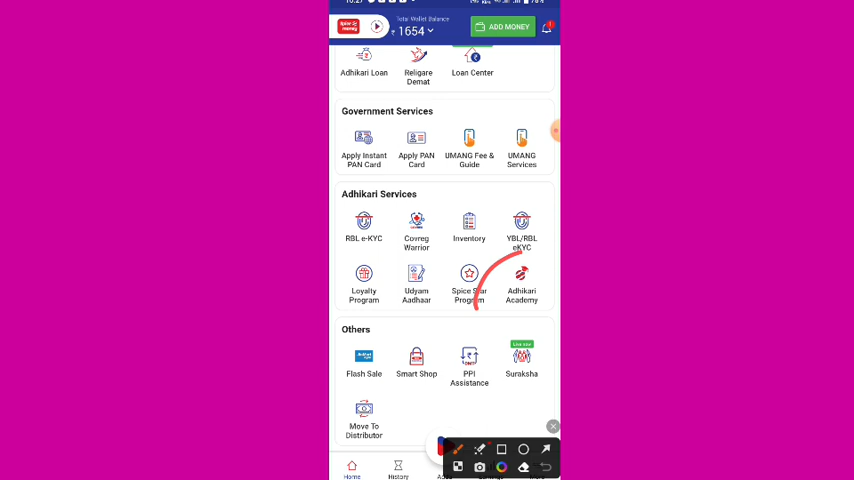 spice money
Total Wallet Balance
₹ 1654
ADD MONEY
Adhikari Loan
Religare
Demat
Loan Center
Government Services
Apply Instant
PAN Card
Apply PAN
Card
UMANG Fee &
Guide
UMANG
Services
Adhikari Services
RBL e-KYC
Covreg
Warrior
Inventory
YBL/RBL
eKYC
Loyalty
Program
Udyam
Aadhaar
Spice Star
Program
Adhikari
Academy
Others
Flash Sale
Smart Shop
PPI
Assistance
Live now
Suraksha
Move To
Distributor
Home
History